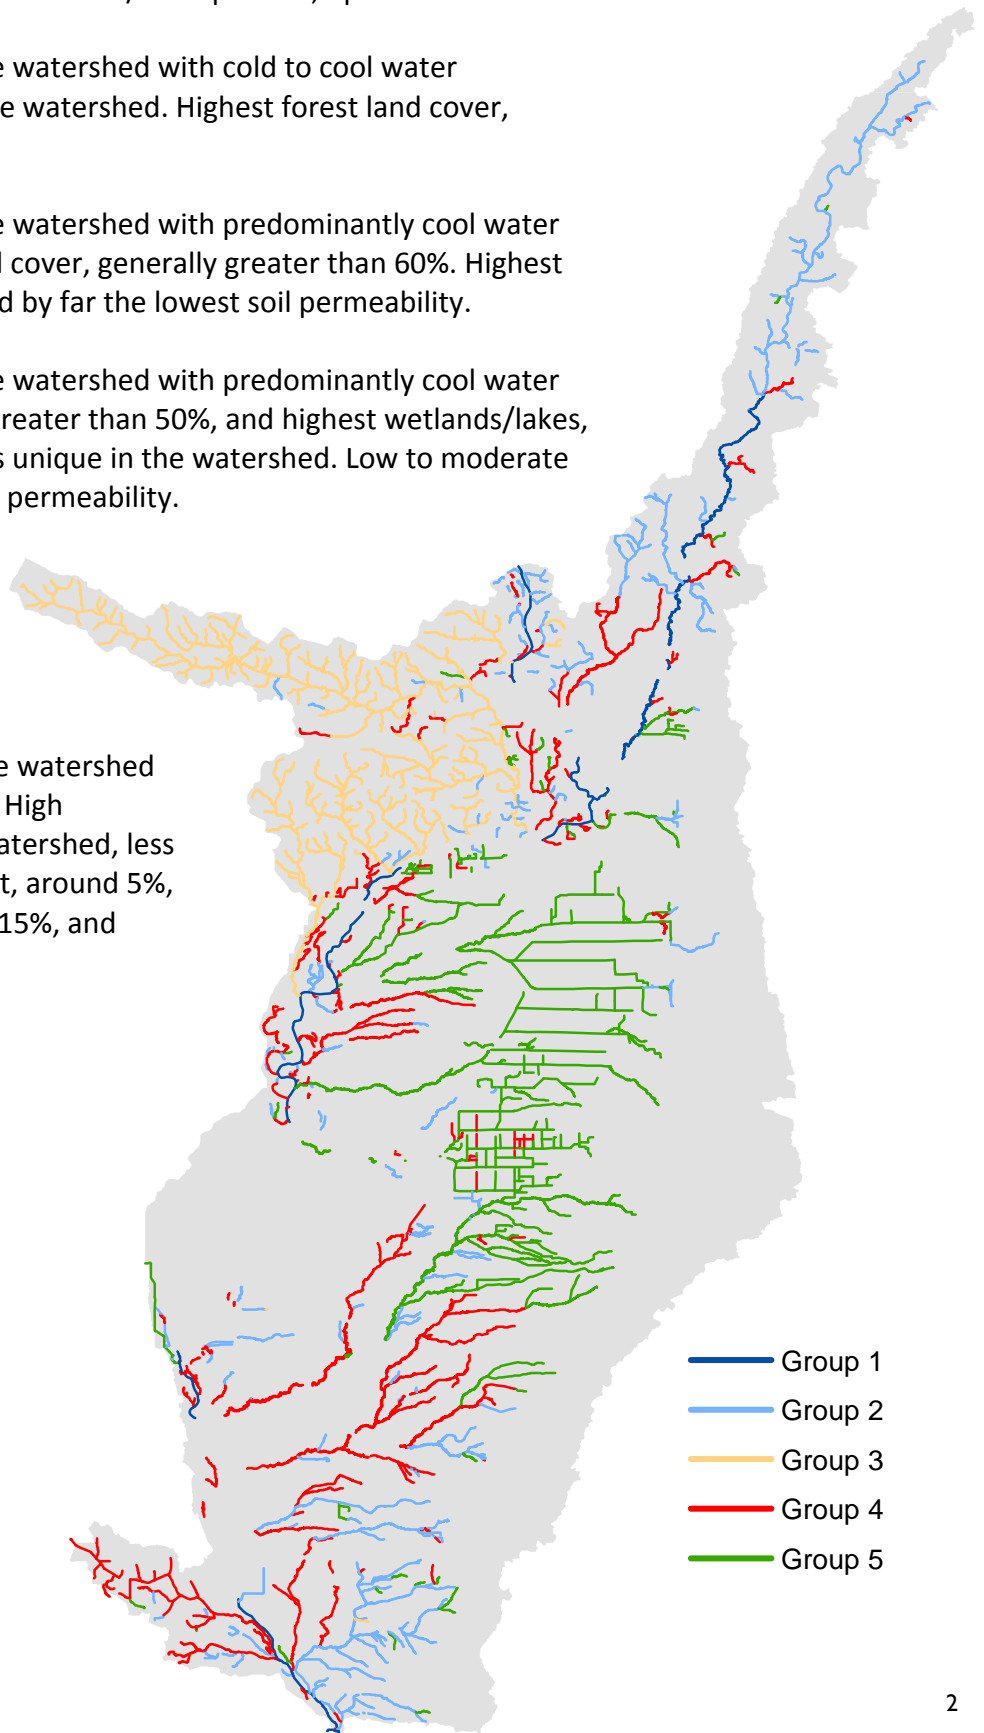 e watershed with cold to cool water
e watershed. Highest forest land cover,
e watershed with predominantly cool water
cover, generally greater than 60%. Highest
d by far the lowest soil permeability.
e watershed with predominantly cool water
reater than 50%, and highest wetlands/lakes,
s unique in the watershed. Low to moderate
permeability.
e watershed
High
atershed, less
t, around 5%,
15%, and
Group 1
Group 2
Group 3
Group 4
Group 5
2